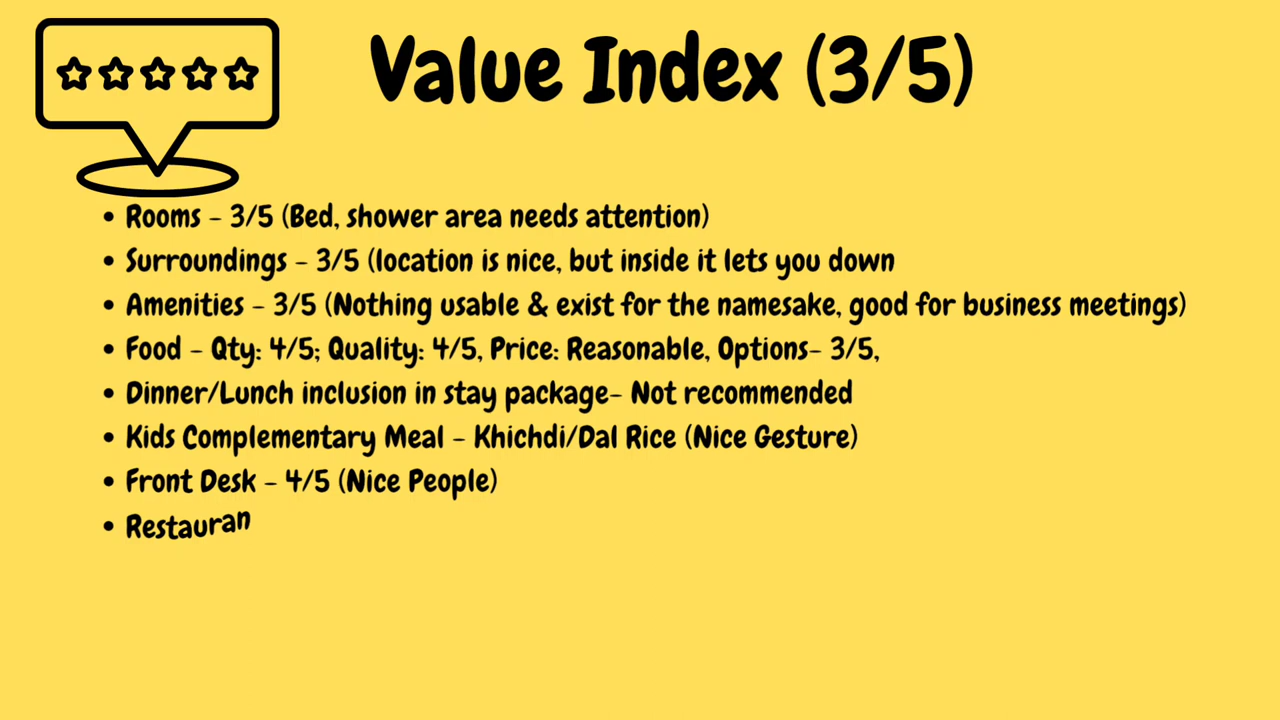 Value Index (3/5)
• Rooms - 3/5 (Bed, shower area needs attention)
• Surroundings - 3/5 (location is nice, but inside it lets you down
• Amenities - 3/5 (Nothing usable & exist for the namesake, good for business meetings)
• Food - Qty: 4/5; Quality: 4/5, Price: Reasonable, Options- 3/5,
• Dinner/Lunch inclusion in stay package- Not recommended
• Kids Complementary Meal - Khichdi/Dal Rice (Nice Gesture)
• Front Desk - 4/5 (Nice People)
• Restauran